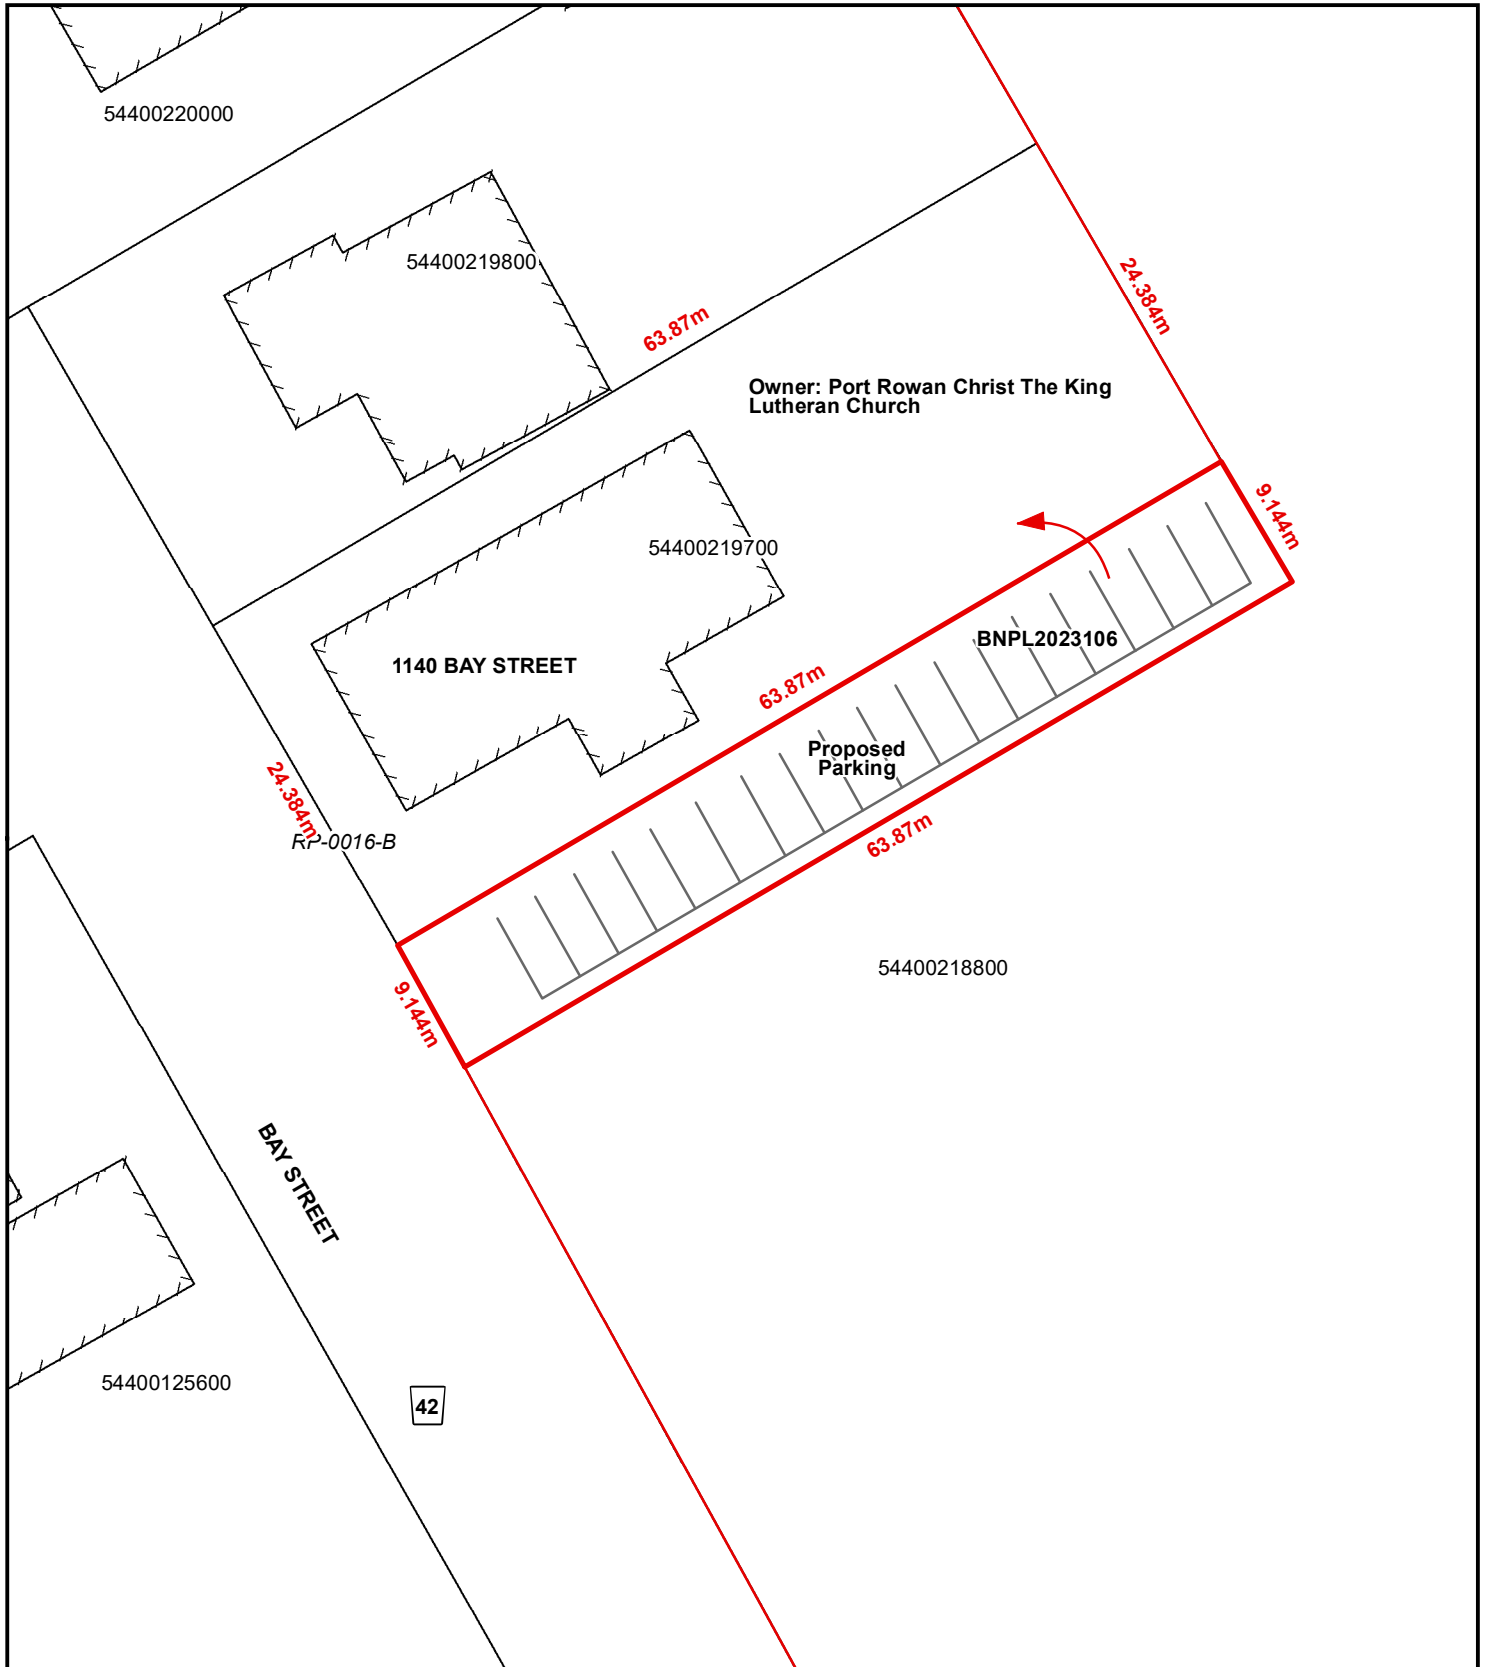 54400220000
54400219800
63.87m
24.384m
Owner: Port Rowan Christ The King
Lutheran Church
9.144m
54400219700
1140 BAY STREET
BNPL2023106
63.87m
Proposed
Parking
24.384m
RP-0016-B
63.87m
54400218800
9.144m
BAY STREET
54400125600
42